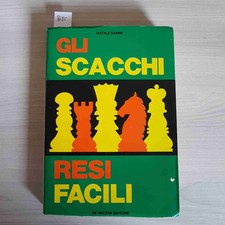 GLI
SCACCHI
RESI
FACILI
DE VECCHI EDITORE